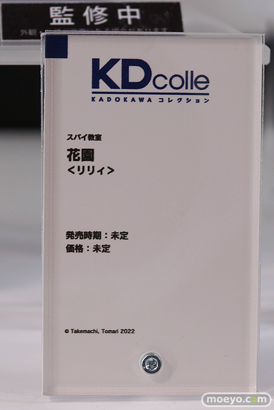 監修中
KDcolle
KADOKAWA コレクション
スパイ教室
花園
＜リリィ＞
発売時期：未定
価格：未定
© Takemachi, Tomari 2022
moeyo.com